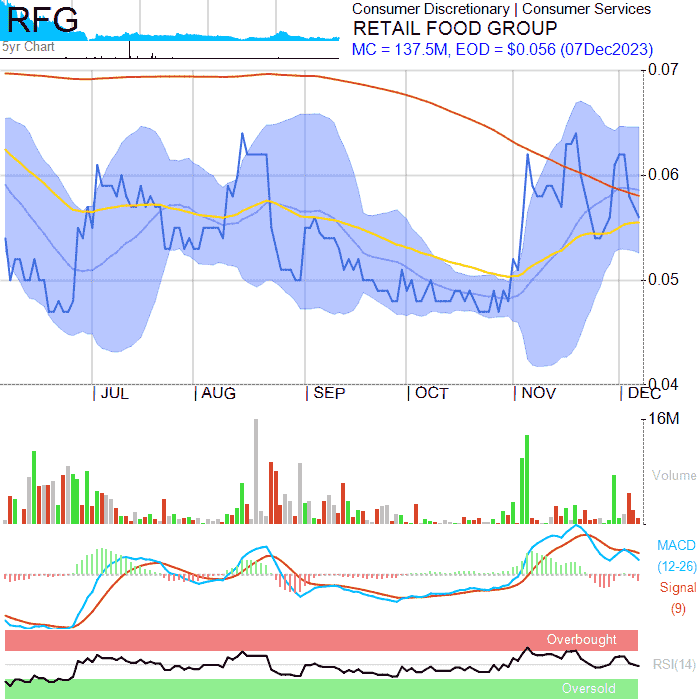 RFG
5yr Chart
Consumer Discretionary | Consumer Services
RETAIL FOOD GROUP
MC = 137.5M, EOD = $0.056 (07Dec2023)
0.07
0.06
0.05
0.04
JUL AUG SEP OCT NOV DEC
16M
Volume
MACD
(12-26)
Signal
(9)
Overbought
RSI(14)
Oversold